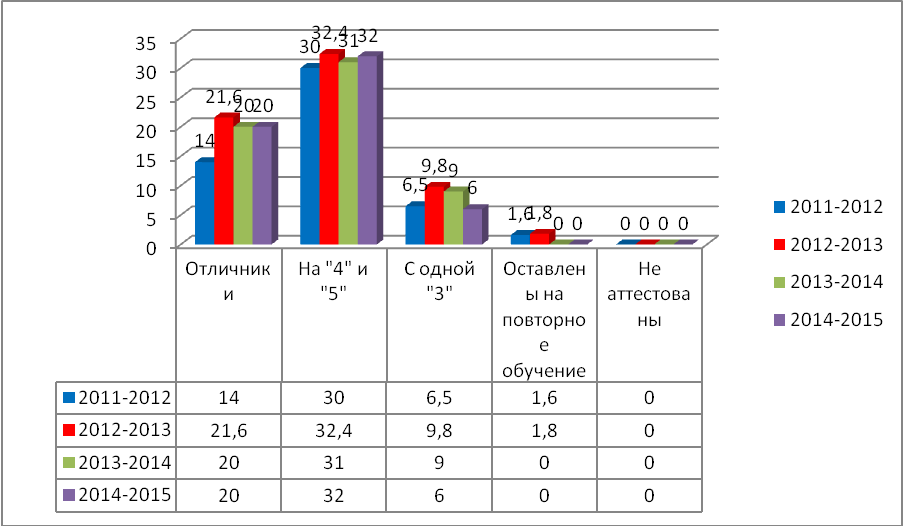 35
30
25
20
15
10
5
0
14
21,6
20
20
30
32,4
31
32
6,5
9,8
9
6
1,6
1,8
0
0
0
0
0
0
Отличник
и
На "4" и
"5"
С одной
"3"
Оставлен
ы на
повторно
е
обучение
Не
аттестова
ны
2011-2012 14 30 6,5 1,6 0
2012-2013 21,6 32,4 9,8 1,8 0
2013-2014 20 31 9 0 0
2014-2015 20 32 6 0 0
2011-2012
2012-2013
2013-2014
2014-2015